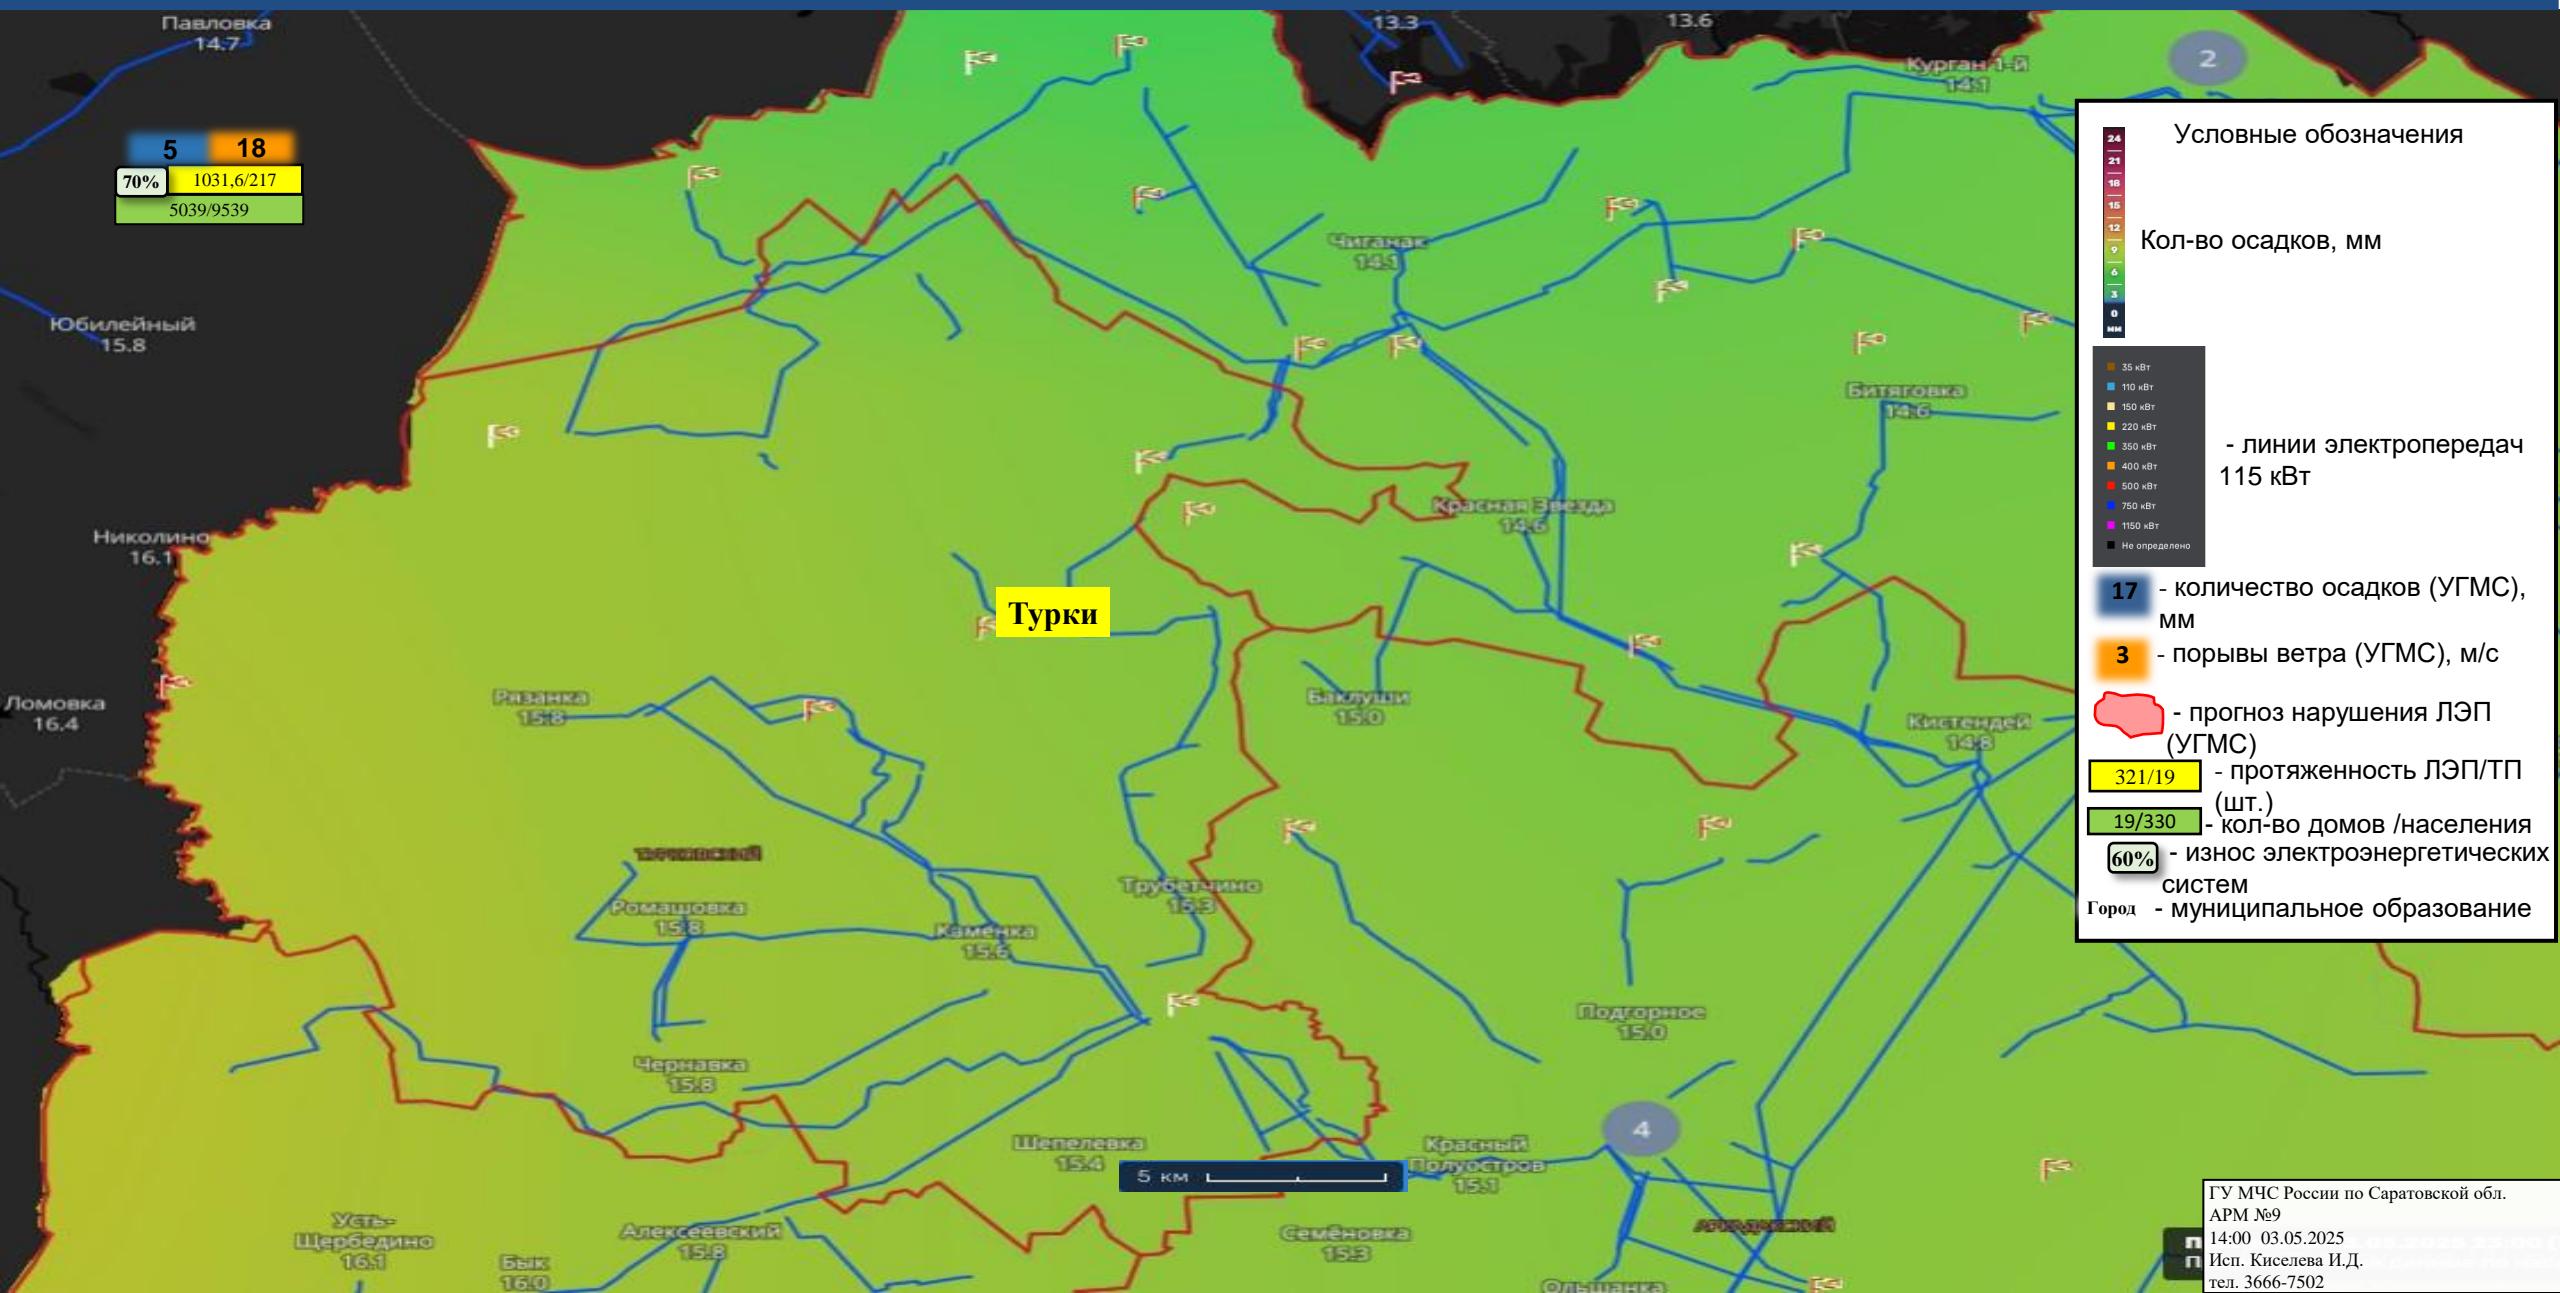 Павловка
14.7
13.3
13.6
Курган 1-й
14.1
2
5
18
70%
1031,6/217
5039/9539
Чиганак
14.1
Юбилейный
15.8
Битяговка
14.6
Красная Звезда
14.6
Николино
16.1
Турки
Рязанка
15.8
Баклуши
15.0
Ломовка
16.4
Кистендей
14.8
ТУРКОВСКИЙ
Трубетчино
15.3
Ромашовка
15.8
Каменка
15.6
Подгорное
15.0
Чернавка
15.8
Шепелевка
15.4
Красный
Полуостров
15.1
4
5 км
Усть-
Щербедино
16.1
Бык
16.0
Алексеевский
15.8
Семёновка
15.3
АРКАДАКСКИЙ
Ольшанка
Условные обозначения
24
21
18
15
12
9
6
3
0
мм
Кол-во осадков, мм
35 кВт
110 кВт
150 кВт
220 кВт
350 кВт
400 кВт
500 кВт
750 кВт
1150 кВт
Не определено
- линии электропередач
115 кВт
17 - количество осадков (УГМС),
мм
3 - порывы ветра (УГМС), м/с
- прогноз нарушения ЛЭП
(УГМС)
321/19 - протяженность ЛЭП/ТП
(шт.)
19/330 - кол-во домов /населения
60% - износ электроэнергетических
систем
Город - муниципальное образование
ГУ МЧС России по Саратовской обл.
АРМ №9
14:00 03.05.2025
Исп. Киселева И.Д.
тел. 3666-7502